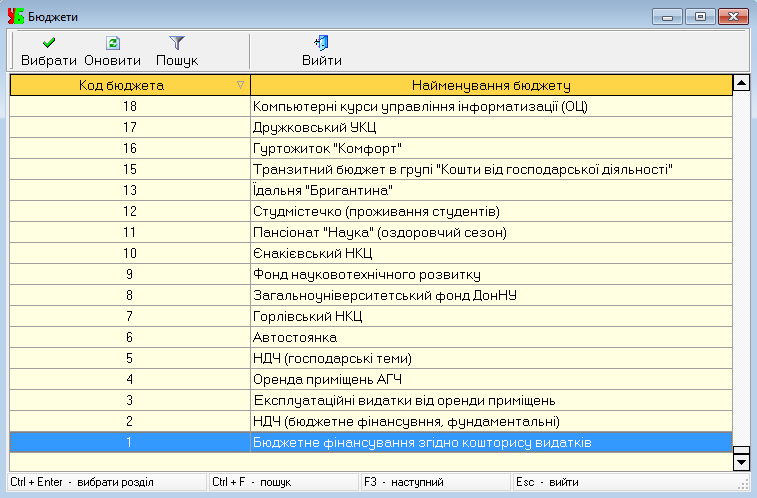 УБ Бюджети
Вибрати Оновити Пошук Вийти
Код бюджета Найменування бюджету
18 Компьютерні курси управління інформатизації (ОЦ)
17 Дружковський УКЦ
16 Гуртожиток "Комфорт"
15 Транзитний бюджет в групі "Кошти від господарської діяльності"
13 Їдальня "Бригантина"
12 Студмістечко (проживання студентів)
11 Пансіонат "Наука" (оздоровчий сезон)
10 Єнакієвський НКЦ
9 Фонд науковотехнічного розвитку
8 Загальноуніверситетський фонд ДонНУ
7 Горлівський НКЦ
6 Автостоянка
5 НДЧ (господарські теми)
4 Оренда приміщень АГЧ
3 Експлуатаційні видатки від оренди приміщень
2 НДЧ (бюджетне фінансувння, фундаментальні)
1 Бюджетне фінансування згідно кошторису видатків
Ctrl + Enter - вибрати розділ Ctrl + F - пошук F3 - наступний Esc - вийти